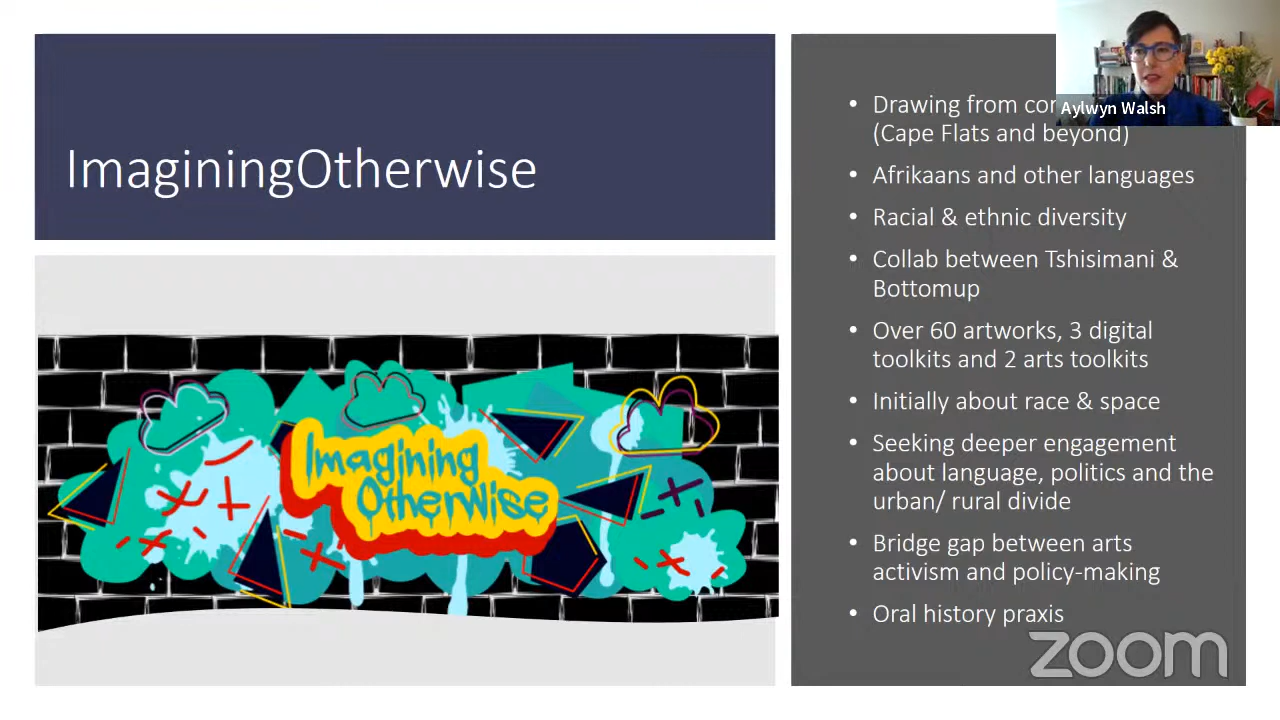 ImaginingOtherwise
Imagining
Otherwise
• Drawing from
(Cape Flats and beyond)
• Afrikaans and other languages
• Racial & ethnic diversity
• Collab between Tshisimani &
Bottomup
• Over 60 artworks, 3 digital
toolkits and 2 arts toolkits
• Initially about race & space
• Seeking deeper engagement
about language, politics and the
urban/ rural divide
• Bridge gap between arts
activism and policy-making
• Oral history praxis
Aylwyn Walsh
zoom